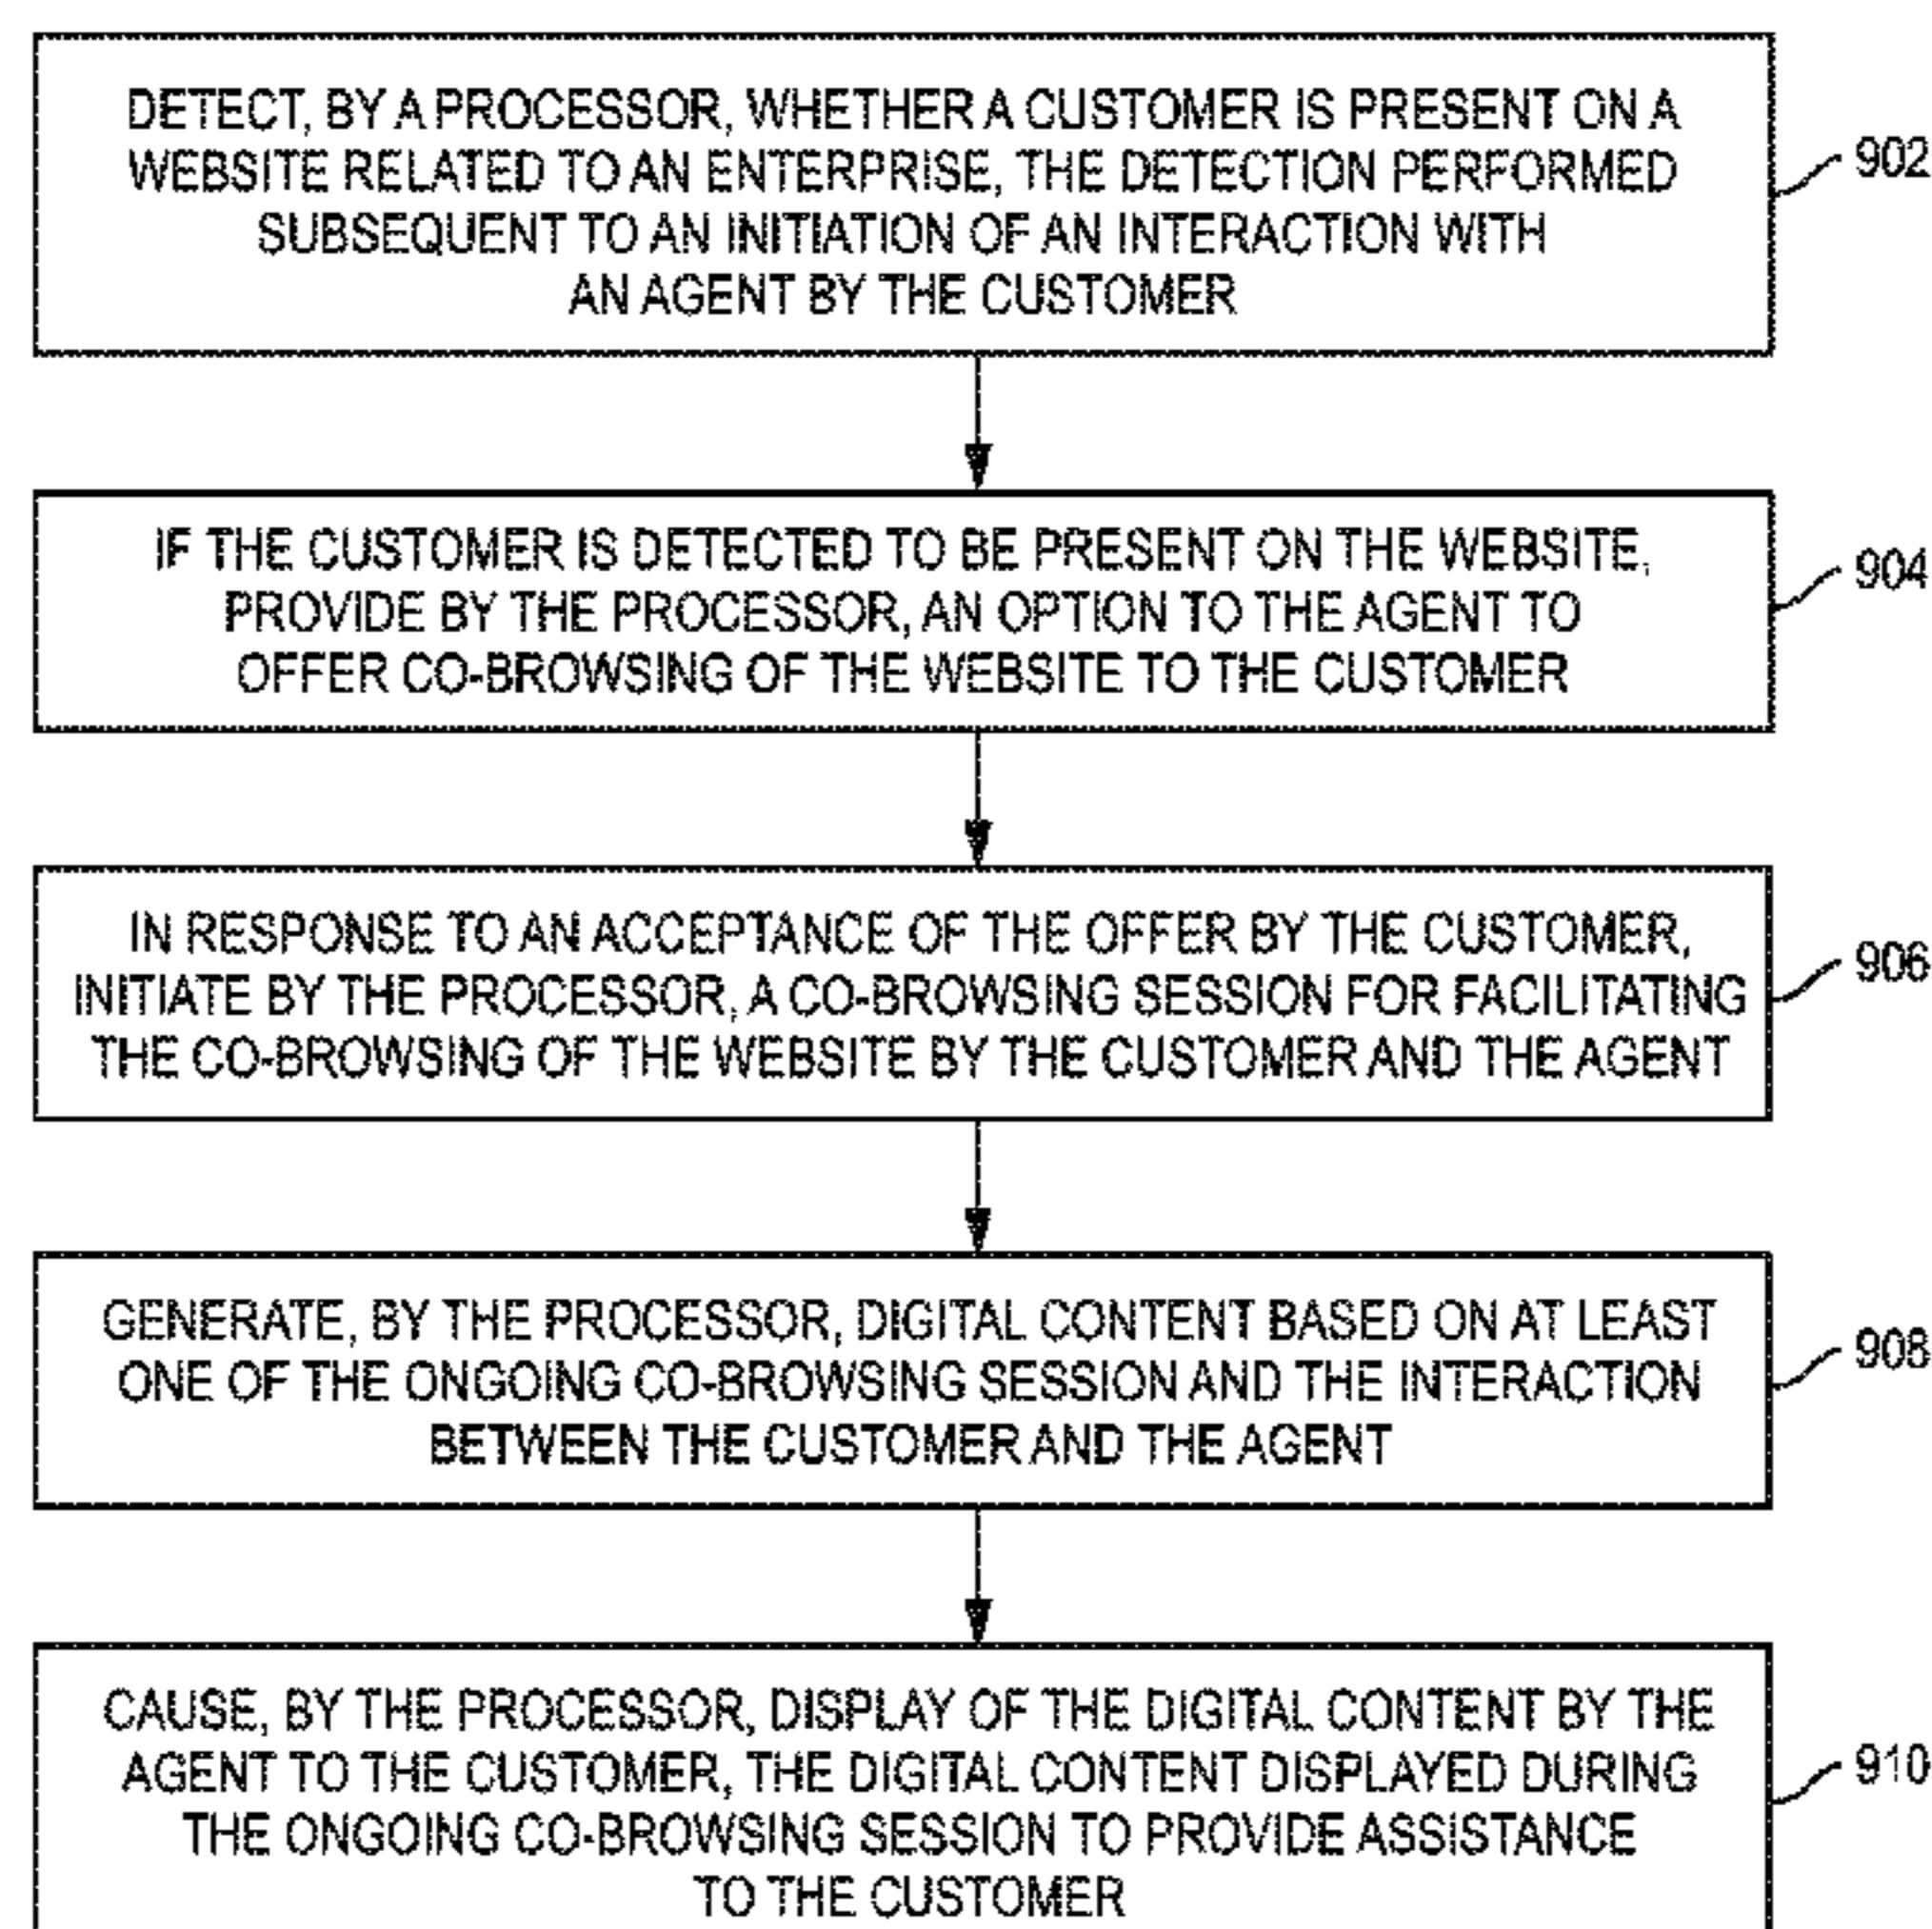 DETECT, BY A PROCESSOR, WHETHER A CUSTOMER IS PRESENT ON A
WEBSITE RELATED TO AN ENTERPRISE, THE DETECTION PERFORMED
SUBSEQUENT TO AN INITIATION OF AN INTERACTION WITH
AN AGENT BY THE CUSTOMER
902
IF THE CUSTOMER IS DETECTED TO BE PRESENT ON THE WEBSITE,
PROVIDE BY THE PROCESSOR, AN OPTION TO THE AGENT TO
OFFER CO-BROWSING OF THE WEBSITE TO THE CUSTOMER
904
IN RESPONSE TO AN ACCEPTANCE OF THE OFFER BY THE CUSTOMER,
INITIATE BY THE PROCESSOR, A CO-BROWSING SESSION FOR FACILITATING
THE CO-BROWSING OF THE WEBSITE BY THE CUSTOMER AND THE AGENT
906
GENERATE, BY THE PROCESSOR, DIGITAL CONTENT BASED ON AT LEAST
ONE OF THE ONGOING CO-BROWSING SESSION AND THE INTERACTION
BETWEEN THE CUSTOMER AND THE AGENT
908
CAUSE, BY THE PROCESSOR, DISPLAY OF THE DIGITAL CONTENT BY THE
AGENT TO THE CUSTOMER, THE DIGITAL CONTENT DISPLAYED DURING
THE ONGOING CO-BROWSING SESSION TO PROVIDE ASSISTANCE
TO THE CUSTOMER
910